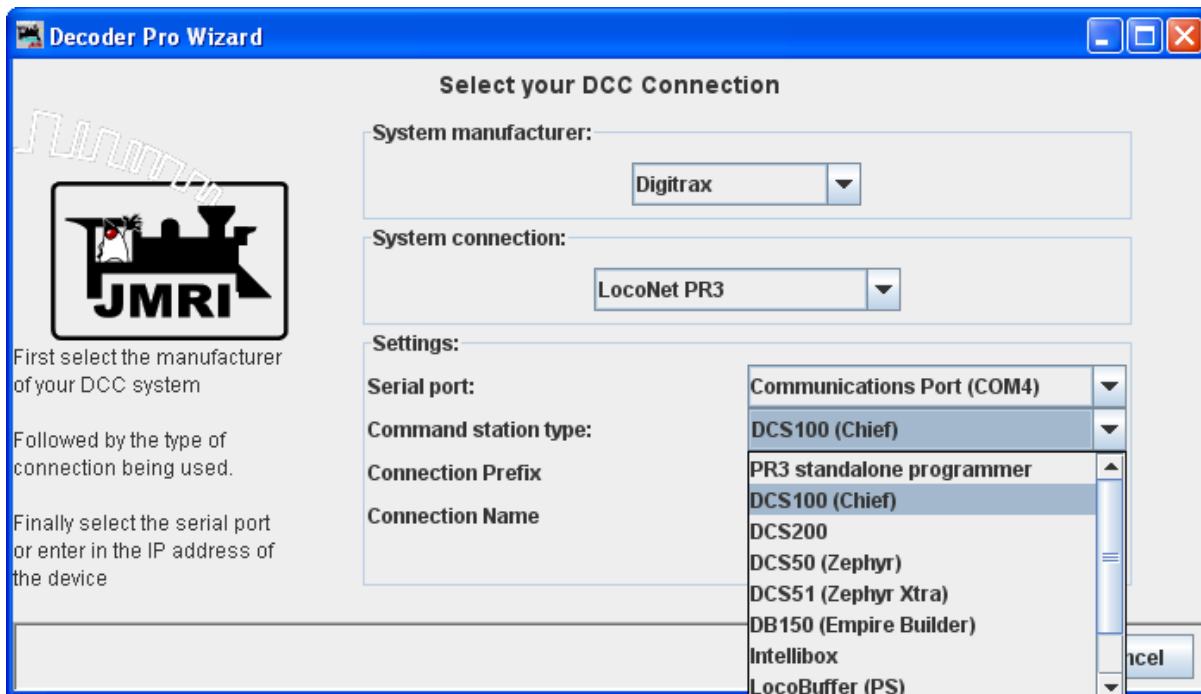 Decoder Pro Wizard
Select your DCC Connection
JMRI
First select the manufacturer
of your DCC system
Followed by the type of
connection being used.
Finally select the serial port
or enter in the IP address of
the device
System manufacturer:
Digitrax
System connection:
LocoNet PR3
Settings:
Serial port:
Communications Port (COM4)
Command station type:
DCS100 (Chief)
Connection Prefix
Connection Name
PR3 standalone programmer
DCS100 (Chief)
DCS200
DCS50 (Zephyr)
DCS51 (Zephyr Xtra)
DB150 (Empire Builder)
Intellibox
LocoBuffer (PS)
ncel